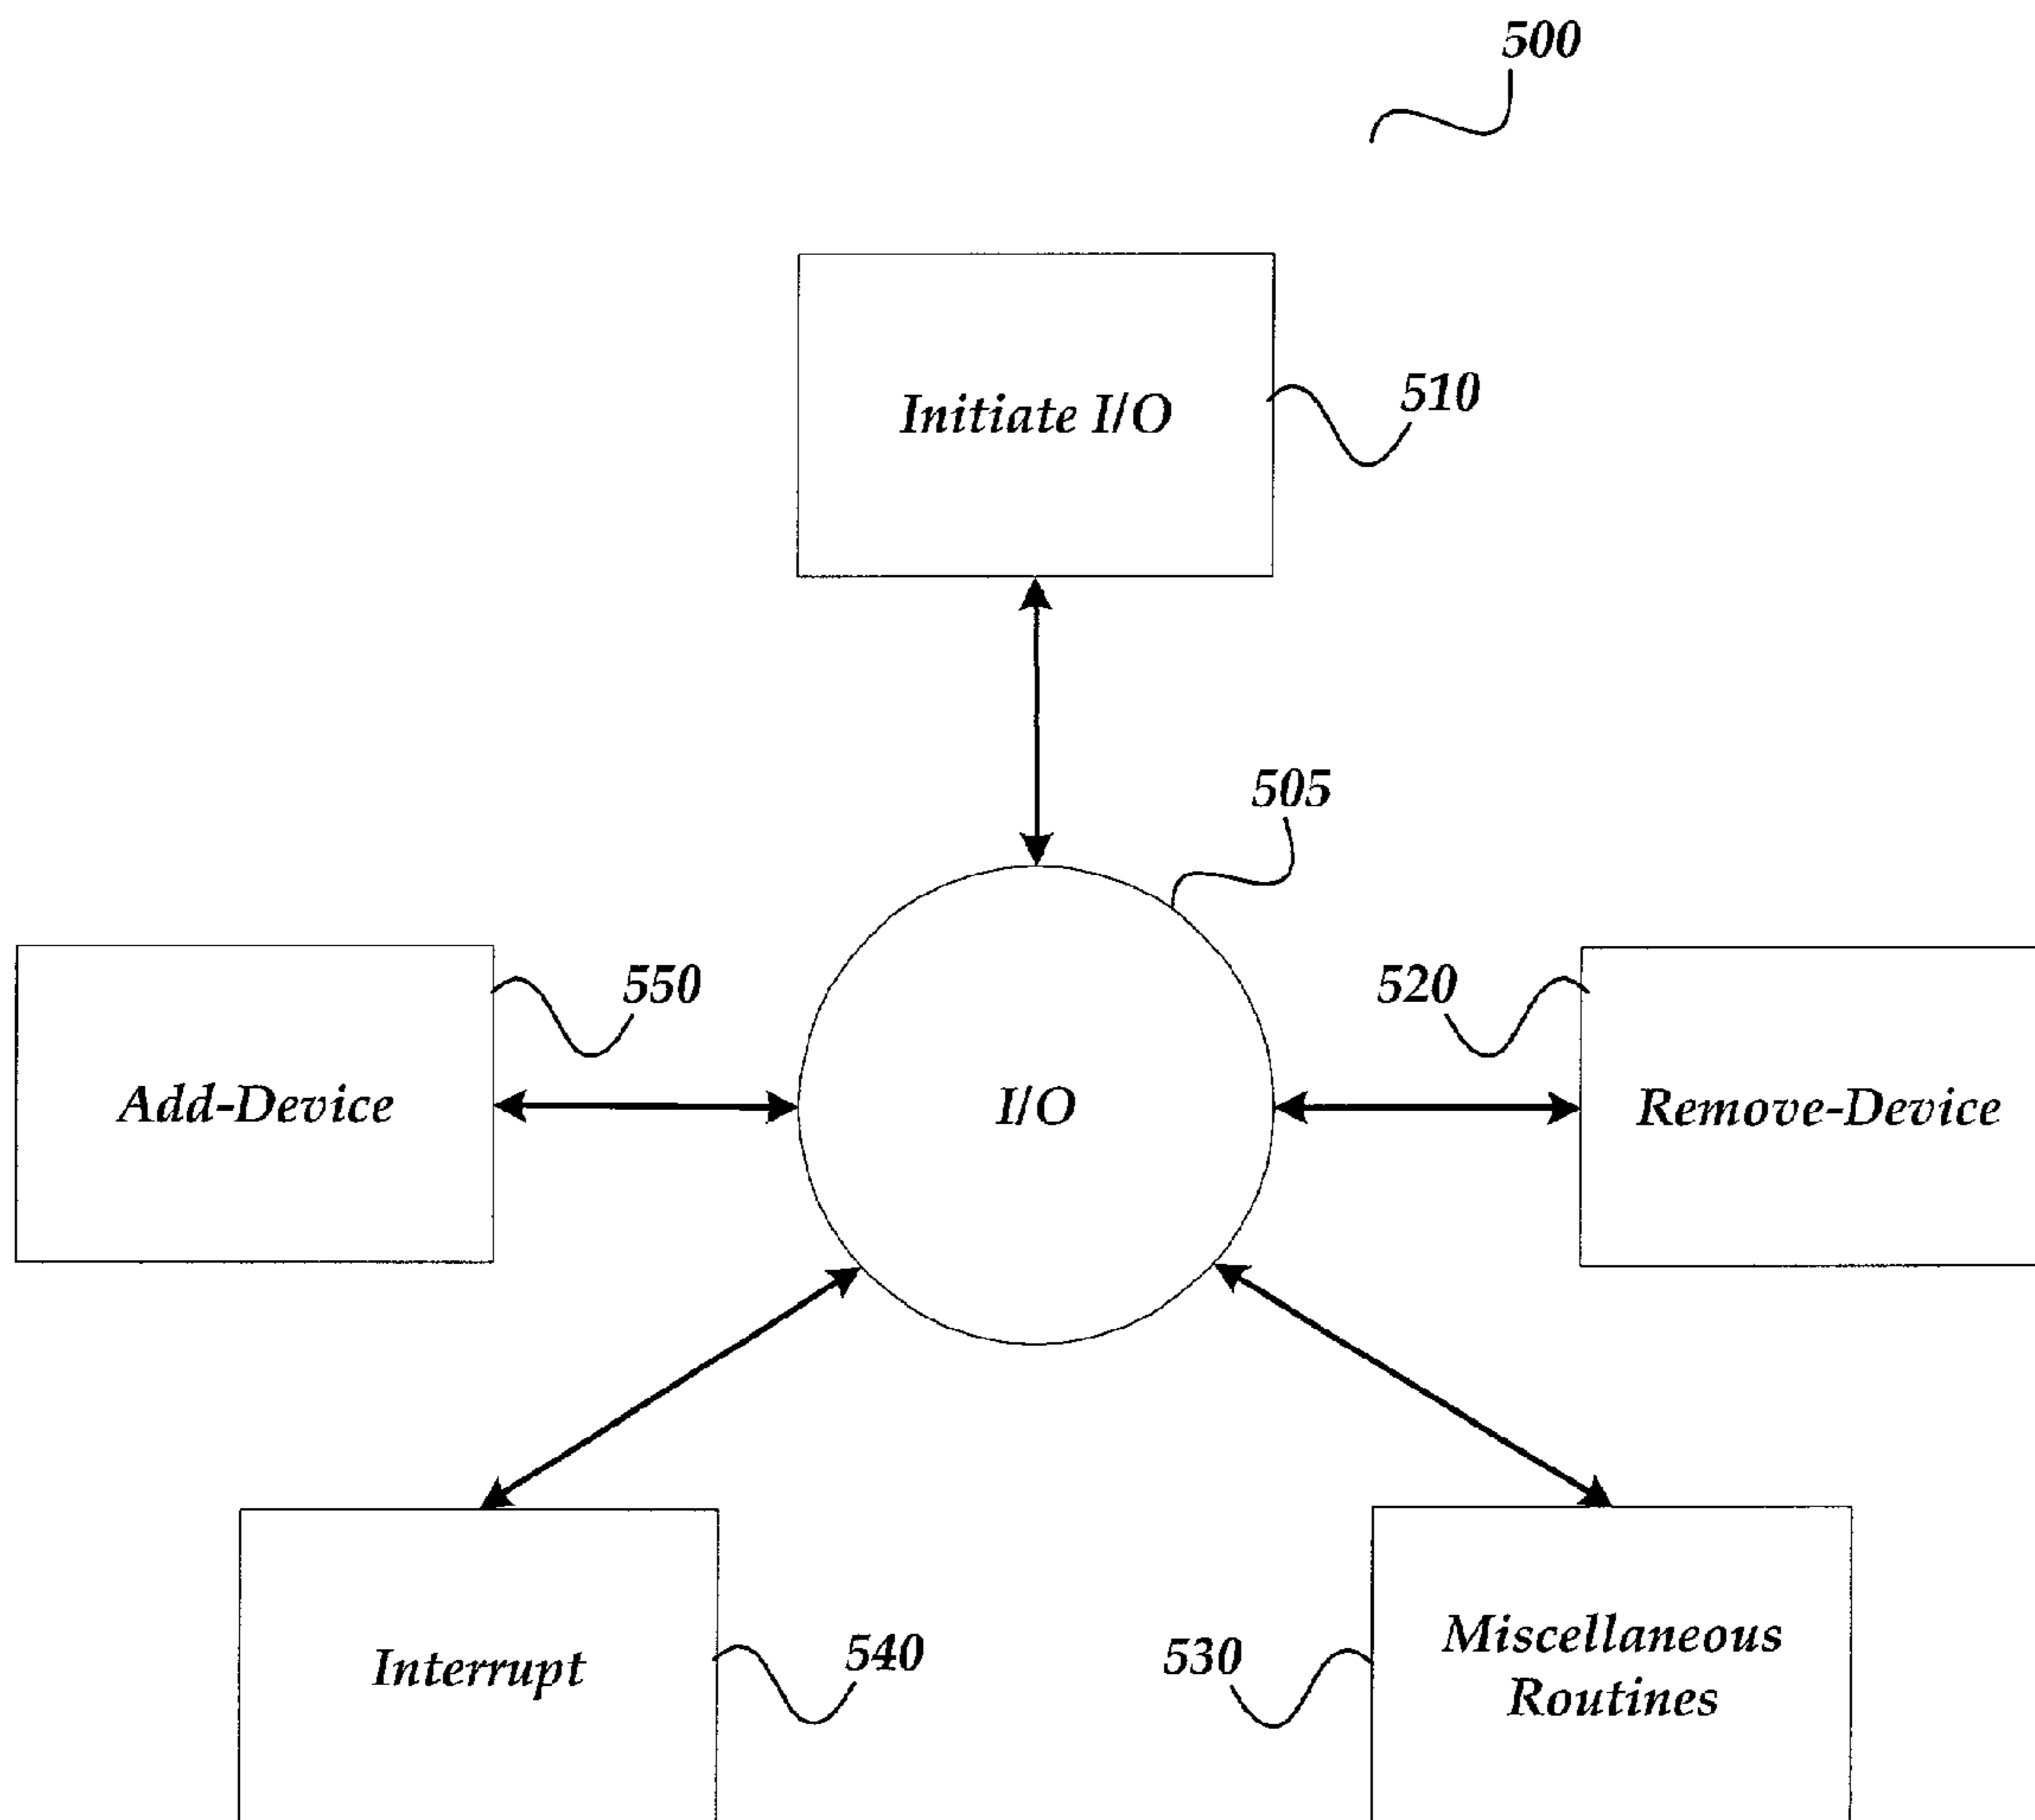 500
Initiate I/O
510
505
550
520
Add-Device
I/O
Remove-Device
Interrupt
540
530
Miscellaneous
Routines